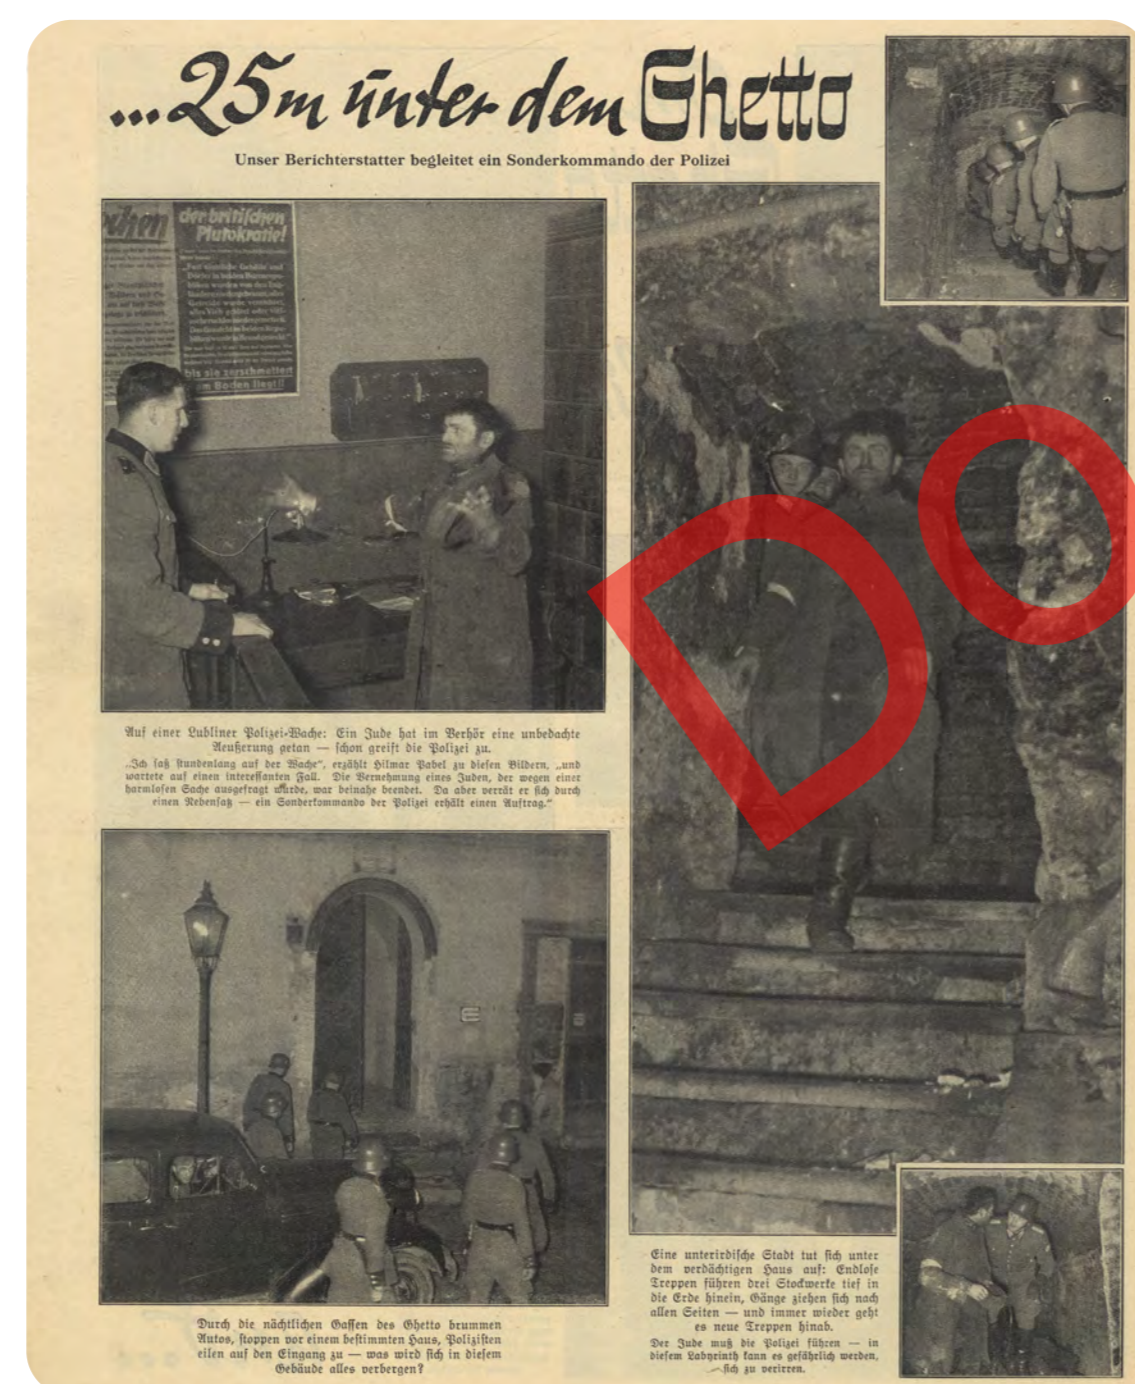 ...25m unter dem Ghetto
Unser Berichterstatter begleitet ein Sonderkommando der Polizei
der britischen
Plutokratie!
bis sie zerschmettert
am Boden liegt!!
Auf einer Lubliner Polizei-Wache: Ein Jude hat im Verhör eine unbedachte
Aeußerung getan — schon greift die Polizei zu.
„Ich saß stundenlang auf der Wache“, erzählt Hilmar Pabel zu diesen Bildern, „und
wartete auf einen interessanten Fall. Die Vernehmung eines Juden, der wegen einer
harmlosen Sache ausgefragt wurde, war beinahe beendet. Da aber verrät er sich durch
einen Nebensatz — ein Sonderkommando der Polizei erhält einen Auftrag.“
Durch die nächtlichen Gassen des Ghetto brummen
Autos, stoppen vor einem bestimmten Haus, Polizisten
eilen auf den Eingang zu — was wird sich in diesem
Gebäude alles verbergen?
Eine unterirdische Stadt tut sich unter
dem verdächtigen Haus auf: Endlose
Treppen führen drei Stockwerke tief in
die Erde hinein, Gänge ziehen sich nach
allen Seiten — und immer wieder geht
es neue Treppen hinab.
Der Jude muß die Polizei führen — in
diesem Labyrinth kann es gefährlich werden,
sich zu verirren.
DO